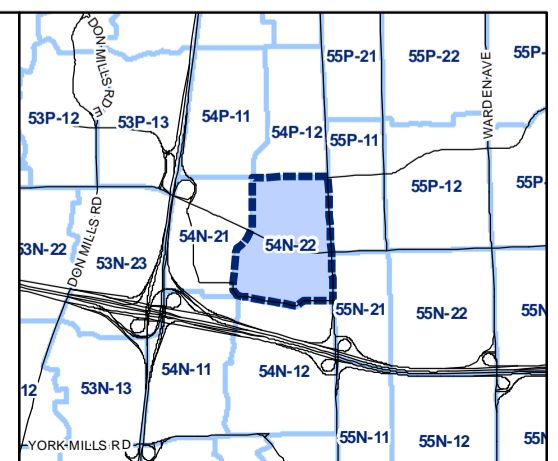 DON MILLS RD E
55P-21
55P-22
55P-
WARDEN AVE
53P-12
53P-13
54P-11
54P-12
55P-11
55P-12
55P-
DON MILLS RD
53N-22
53N-23
54N-21
54N-22
55N-21
55N-22
55N
12
53N-13
54N-11
54N-12
YORK MILLS RD
55N-11
55N-12
55N